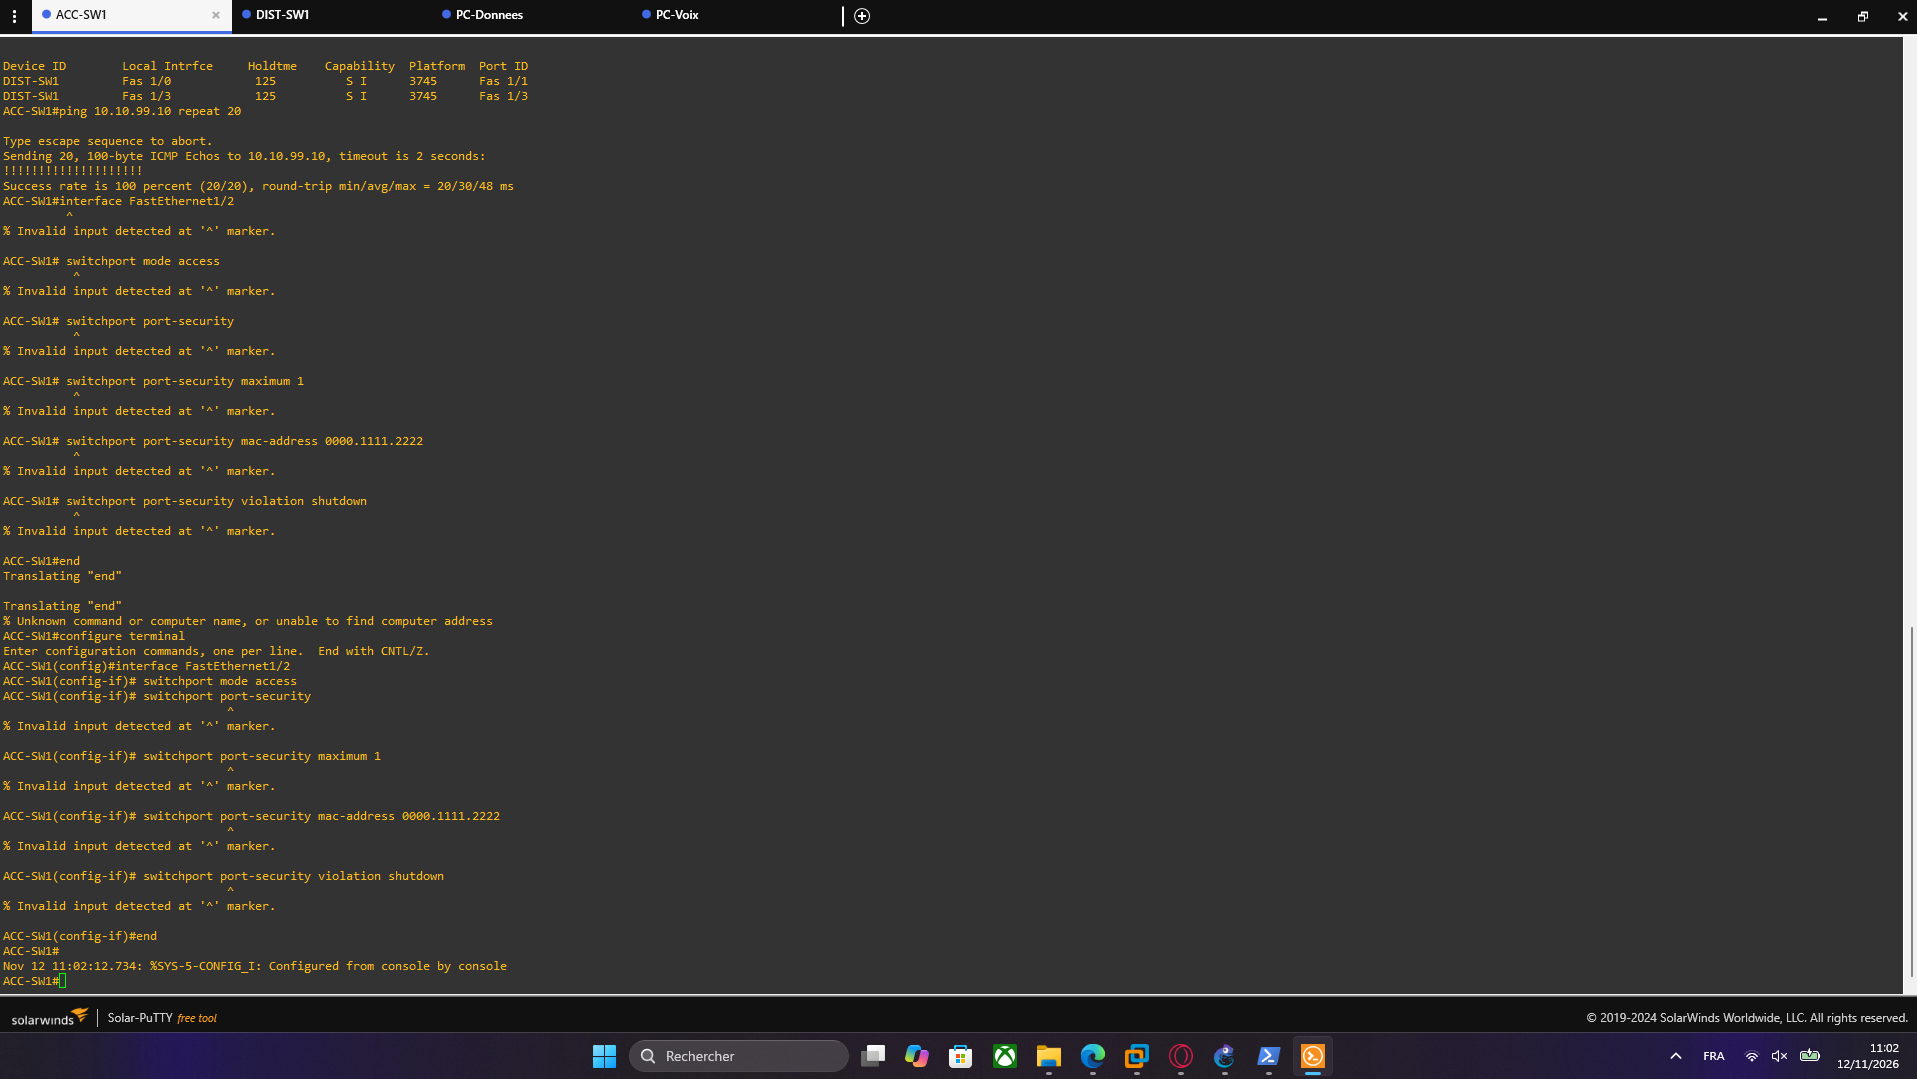 ACC-SW1
DIST-SW1
PC-Donnees
PC-Voix
Device ID        Local Intrfce     Holdtme    Capability  Platform  Port ID
DIST-SW1         Fas 1/0            125          S I     3745      Fas 1/1
DIST-SW1         Fas 1/3            125          S I     3745      Fas 1/3
ACC-SW1#ping 10.10.99.10 repeat 20
Type escape sequence to abort.
Sending 20, 100-byte ICMP Echos to 10.10.99.10, timeout is 2 seconds:
!!!!!!!!!!!!!!!!!!!!
Success rate is 100 percent (20/20), round-trip min/avg/max = 20/30/48 ms
ACC-SW1#interface FastEthernet1/2
^
% Invalid input detected at '^' marker.
ACC-SW1# switchport mode access
^
% Invalid input detected at '^' marker.
ACC-SW1# switchport port-security
^
% Invalid input detected at '^' marker.
ACC-SW1# switchport port-security maximum 1
^
% Invalid input detected at '^' marker.
ACC-SW1# switchport port-security mac-address 0000.1111.2222
^
% Invalid input detected at '^' marker.
ACC-SW1# switchport port-security violation shutdown
^
% Invalid input detected at '^' marker.
ACC-SW1#end
Translating "end"
Translating "end"
% Unknown command or computer name, or unable to find computer address
ACC-SW1#configure terminal
Enter configuration commands, one per line.  End with CNTL/Z.
ACC-SW1(config)#interface FastEthernet1/2
ACC-SW1(config-if)# switchport mode access
ACC-SW1(config-if)# switchport port-security
^
% Invalid input detected at '^' marker.
ACC-SW1(config-if)# switchport port-security maximum 1
^
% Invalid input detected at '^' marker.
ACC-SW1(config-if)# switchport port-security mac-address 0000.1111.2222
^
% Invalid input detected at '^' marker.
ACC-SW1(config-if)# switchport port-security violation shutdown
^
% Invalid input detected at '^' marker.
ACC-SW1(config-if)#end
ACC-SW1#
Nov 12 11:02:12.734: %SYS-5-CONFIG_I: Configured from console by console
ACC-SW1#
solarwinds
Solar-PuTTY free tool
© 2019-2024 SolarWinds Worldwide, LLC. All rights reserved.
Rechercher
FRA
11:02
12/11/2026